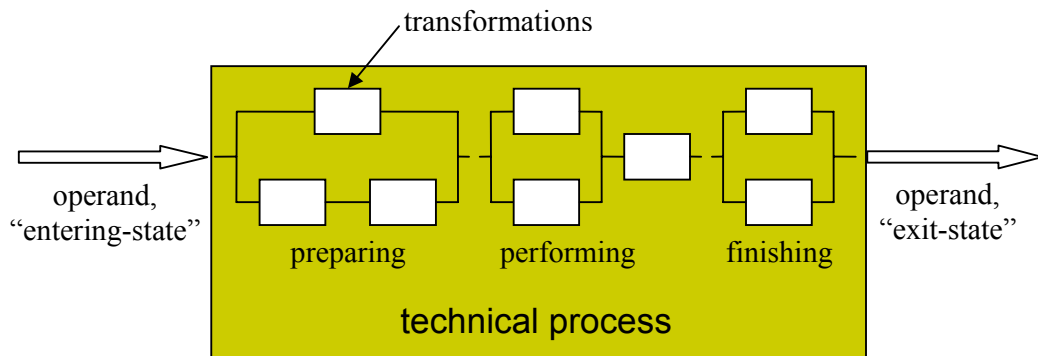 transformations
operand,
“entering-state”
preparing
performing
finishing
operand,
“exit-state”
technical process